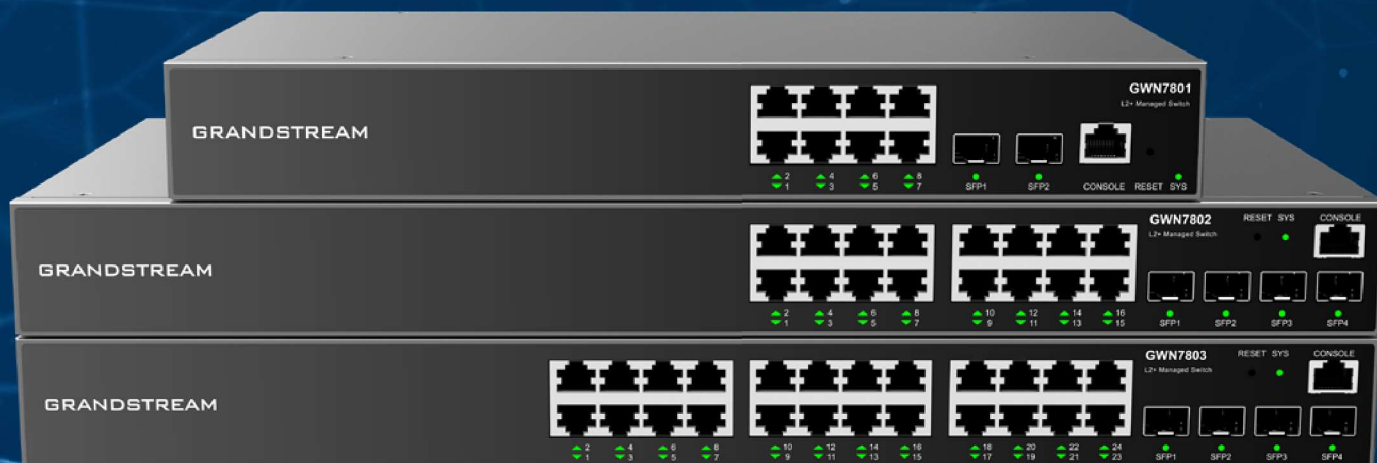 GWN7801
L2+ Managed Switch
GRANDSTREAM
2 4 6 8
1 3 5 7
SFP1 SFP2 CONSOLE RESET SYS
GWN7802 RESET SYS CONSOLE
L2+ Managed Switch
GRANDSTREAM
2 4 6 8 10 12 14 16
1 3 5 7 9 11 13 15
SFP1 SFP2 SFP3 SFP4
GWN7803 RESET SYS CONSOLE
L2+ Managed Switch
GRANDSTREAM
2 4 6 8 10 12 14 16 18 20 22 24
1 3 5 7 9 11 13 15 17 19 21 23
SFP1 SFP2 SFP3 SFP4